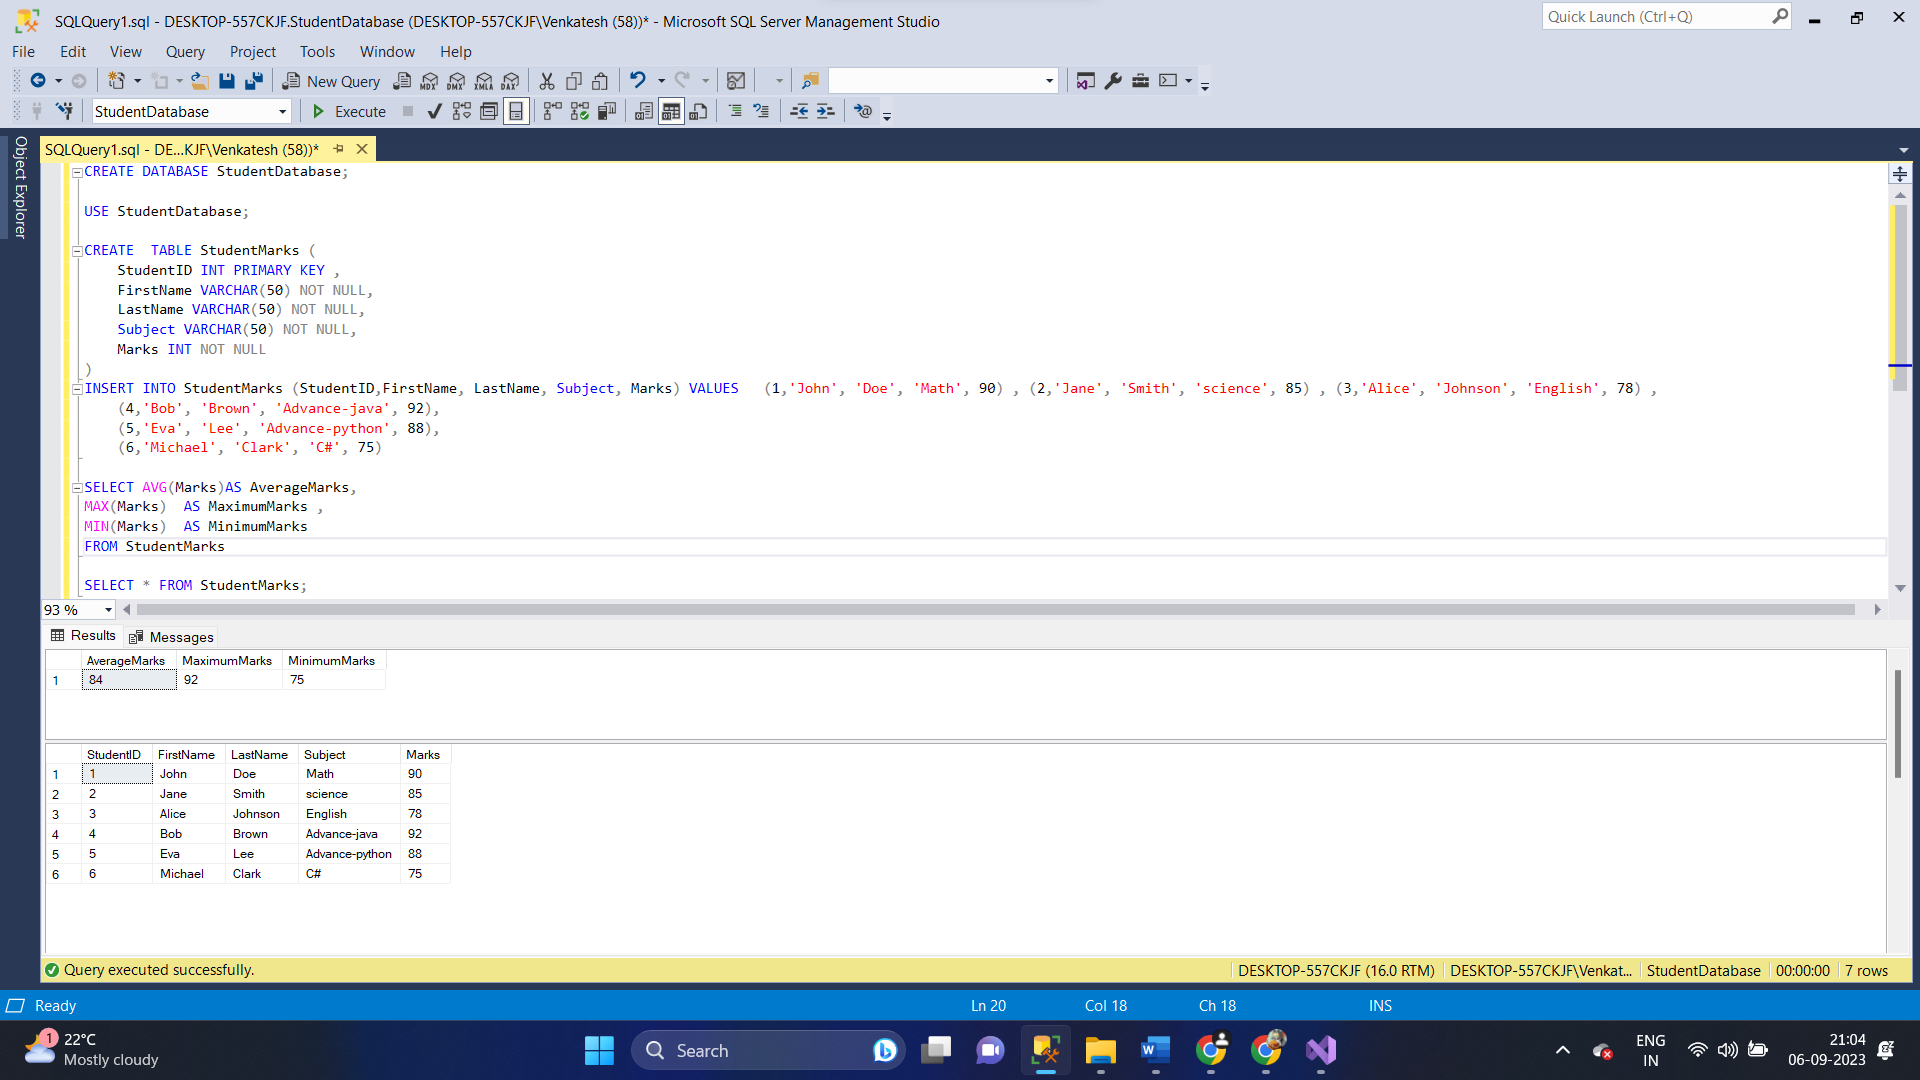 SQLQuery1.sql - DESKTOP-557CKJF.StudentDatabase (DESKTOP-557CKJF\Venkatesh (58))* - Microsoft SQL Server Management Studio
Quick Launch (Ctrl+Q)
File Edit View Query Project Tools Window Help
New Query MDX DMX XMLA DAX
StudentDatabase Execute
Object Explorer
SQLQuery1.sql - DE...KJF\Venkatesh (58))*
CREATE DATABASE StudentDatabase;
USE StudentDatabase;
CREATE  TABLE StudentMarks (
StudentID INT PRIMARY KEY ,
FirstName VARCHAR(50) NOT NULL,
LastName VARCHAR(50) NOT NULL,
Subject VARCHAR(50) NOT NULL,
Marks INT NOT NULL
)
INSERT INTO StudentMarks (StudentID,FirstName, LastName, Subject, Marks) VALUES   (1,'John', 'Doe', 'Math', 90) , (2,'Jane', 'Smith', 'science', 85) , (3,'Alice', 'Johnson', 'English', 78) ,
(4,'Bob', 'Brown', 'Advance-java', 92),
(5,'Eva', 'Lee', 'Advance-python', 88),
(6,'Michael', 'Clark', 'C#', 75)
SELECT AVG(Marks)AS AverageMarks,
MAX(Marks)  AS MaximumMarks ,
MIN(Marks)  AS MinimumMarks
FROM StudentMarks
SELECT * FROM StudentMarks;
93 %
Results Messages
AverageMarks MaximumMarks MinimumMarks
1 84 92 75
StudentID FirstName LastName Subject Marks
1 1 John Doe Math 90
2 2 Jane Smith science 85
3 3 Alice Johnson English 78
4 4 Bob Brown Advance-java 92
5 5 Eva Lee Advance-python 88
6 6 Michael Clark C# 75
Query executed successfully.
DESKTOP-557CKJF (16.0 RTM) DESKTOP-557CKJF\Venkat... StudentDatabase 00:00:00 7 rows
Ready Ln 20 Col 18 Ch 18 INS
1 22°C
Mostly cloudy
Search
ENG
IN
21:04
06-09-2023